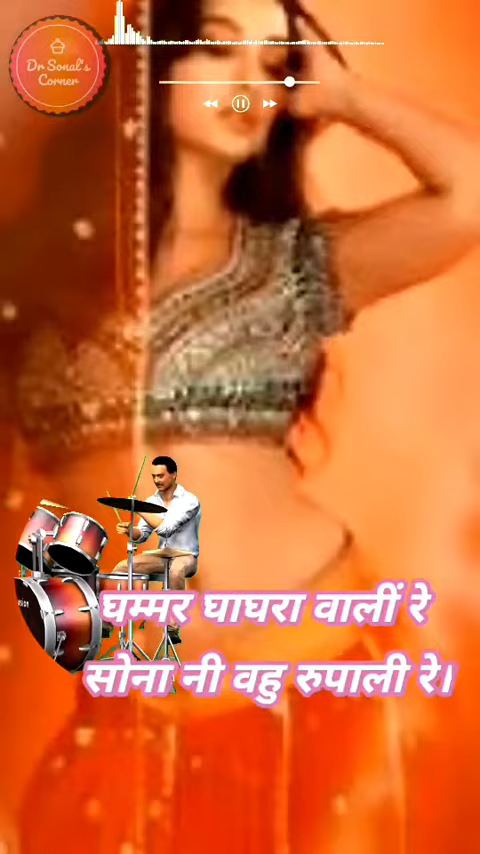 Dr Sonal's
Corner
घम्मर घाघरा वालीं रे
सोना नी वहु रुपाली रे।